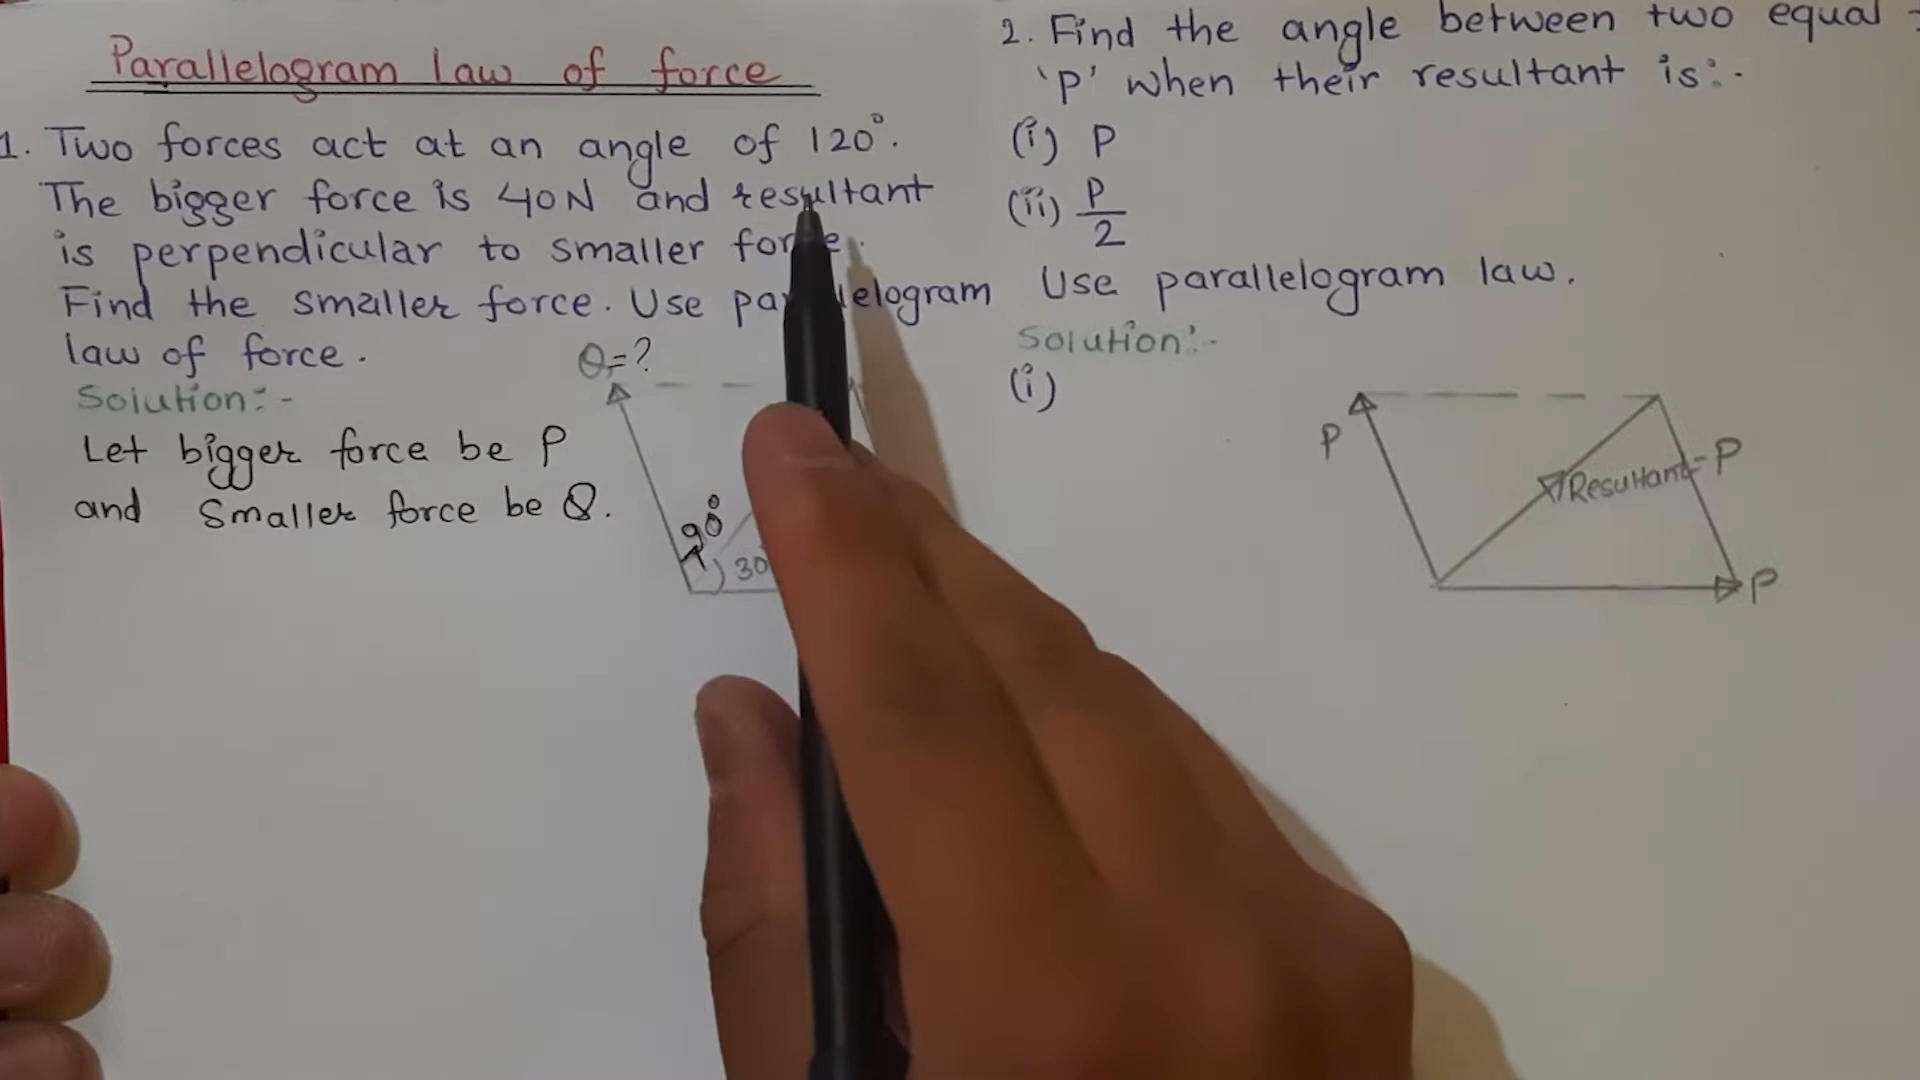 Parallelogram law of force
1. Two forces act at an angle of 120°.
The bigger force is 40N and resultant
is perpendicular to smaller
Find the smaller force. Use parallelogram
law of force.
Solution:-
Let bigger force be P
and Smaller force be Q.
Q=?
90°
30
2. Find the angle between two equal
'P' when their resultant is:-
(i) P
(ii) P/2
Use parallelogram law.
Solution:-
(i)
P
Resultant=P
P